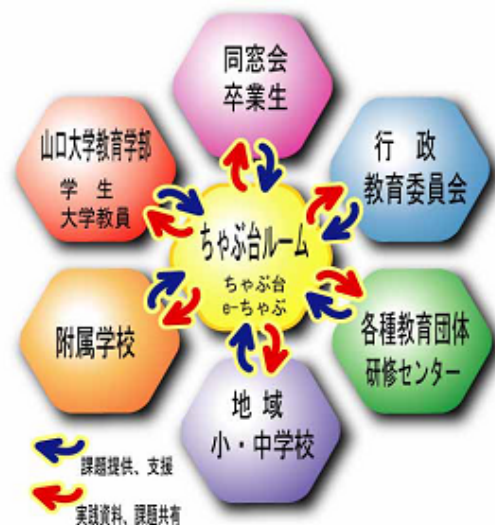 同窓会
卒業生
山口大学教育学部
学 生
大学教員
行 政
教育委員会
ちゃぶ台ルーム
ちゃぶ台
e-ちゃぶ
附属学校
各種教育団体
研修センター
地 域
小・中学校
課題提供、支援
実践資料、課題共有